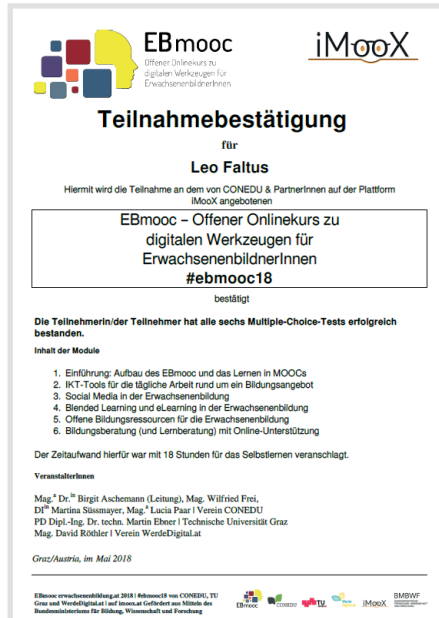 EBmooc
Offener Onlinekurs zu
digitalen Werkzeugen für
ErwachsenenbildnerInnen
iMooX
Teilnahmebestätigung
für
Leo Faltus
Hiermit wird die Teilnahme an dem von CONEDU & PartnerInnen auf der Plattform
iMooX angebotenen
EBmooc – Offener Onlinekurs zu
digitalen Werkzeugen für
ErwachsenenbildnerInnen
#ebmooc18
bestätigt
Die Teilnehmerin/der Teilnehmer hat alle sechs Multiple-Choice-Tests erfolgreich
bestanden.
Inhalt der Module
1. Einführung: Aufbau des EBmooc und das Lernen in MOOCs
2. IKT-Tools für die tägliche Arbeit rund um ein Bildungsangebot
3. Social Media in der Erwachsenenbildung
4. Blended Learning und eLearning in der Erwachsenenbildung
5. Offene Bildungsressourcen für die Erwachsenenbildung
6. Bildungsberatung (und Lernberatung) mit Online-Unterstützung
Der Zeitaufwand hierfür war mit 18 Stunden für das Selbstlernen veranschlagt.
VeranstalterInnen
Mag.ª Dr.in Birgit Aschemann (Leitung), Mag. Wilfried Frei,
DIin Martina Süssmayer, Mag.ª Lucia Paar | Verein CONEDU
PD Dipl.-Ing. Dr. techn. Martin Ebner | Technische Universität Graz
Mag. David Röthler | Verein WerdeDigital.at
Graz/Austria, im Mai 2018
EBmooc erwachsenenbildung.at 2018 | #ebmooc18 von CONEDU, TU
Graz und WerdeDigital.at | auf imoox.at Gefördert aus Mitteln des
Bundesministeriums für Bildung, Wissenschaft und Forschung
EBmooc
CONEDU
TU
iMooX
BMBWF